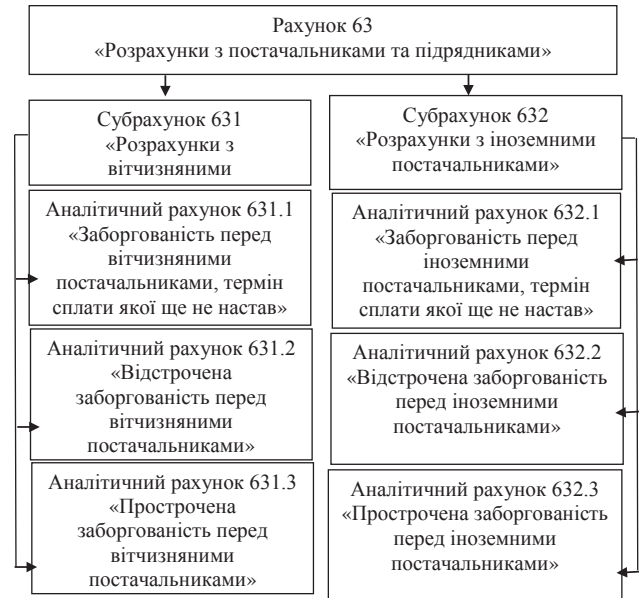 Рахунок 63
«Розрахунки з постачальниками та підрядниками»
Субрахунок 631
«Розрахунки з
вітчизняними
Субрахунок 632
«Розрахунки з іноземними
постачальниками»
Аналітичний рахунок 631.1
«Заборгованість перед
вітчизняними
постачальниками, термін
сплати якої ще не настав»
Аналітичний рахунок 632.1
«Заборгованість перед
іноземними
постачальниками, термін
сплати якої ще не настав»
Аналітичний рахунок 631.2
«Відстрочена
заборгованість перед
вітчизняними
постачальниками»
Аналітичний рахунок 632.2
«Відстрочена заборгованість
перед іноземними
постачальниками»
Аналітичний рахунок 631.3
«Прострочена
заборгованість перед
вітчизняними
постачальниками»
Аналітичний рахунок 632.3
«Прострочена заборгованість
перед іноземними
постачальниками»